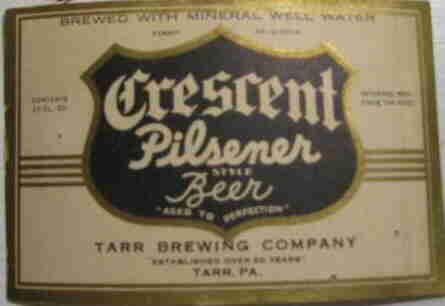 BREWED WITH MINERAL WELL WATER
CONTENTS
Crescent
Pilsener
STYLE
Beer
"AGED TO PERFECTION"
TARR BREWING COMPANY
"ESTABLISHED OVER 50 YEARS"
TARR, PA.